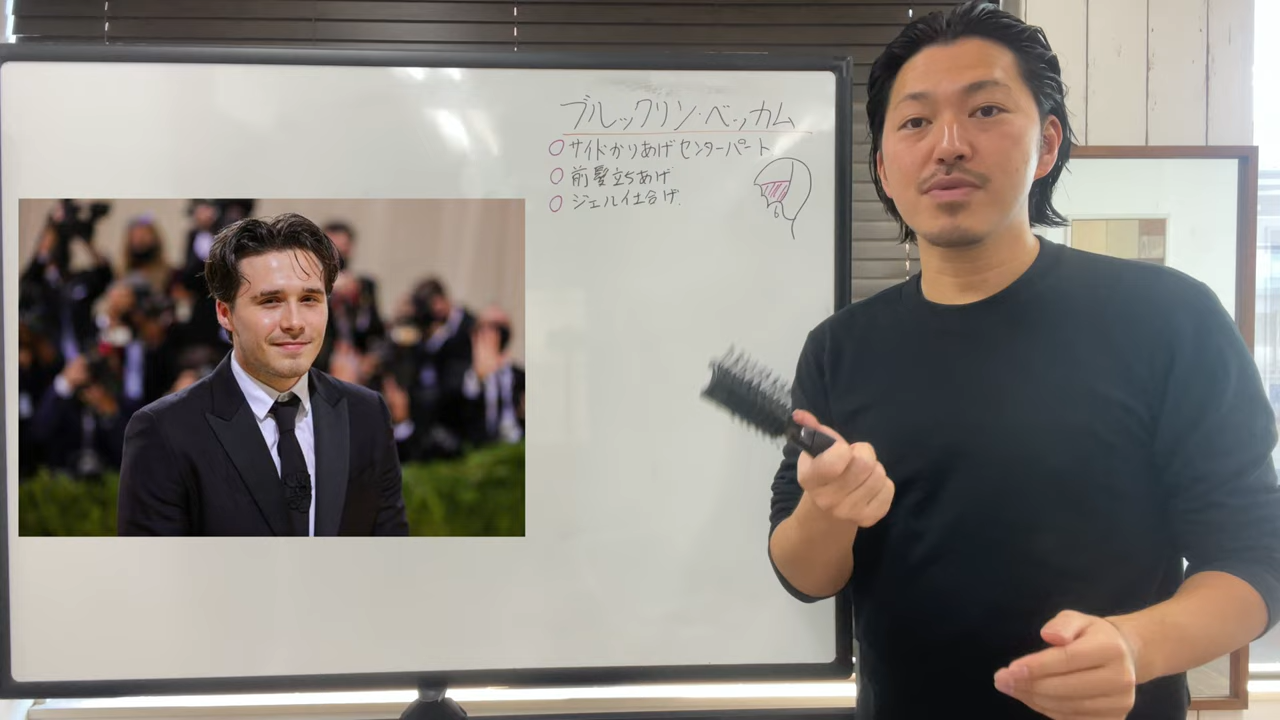 ブルックリン・ベッカム
○サイドかりあげセンターパート
○前髪立ちあげ
○ジェル仕上げ.
6